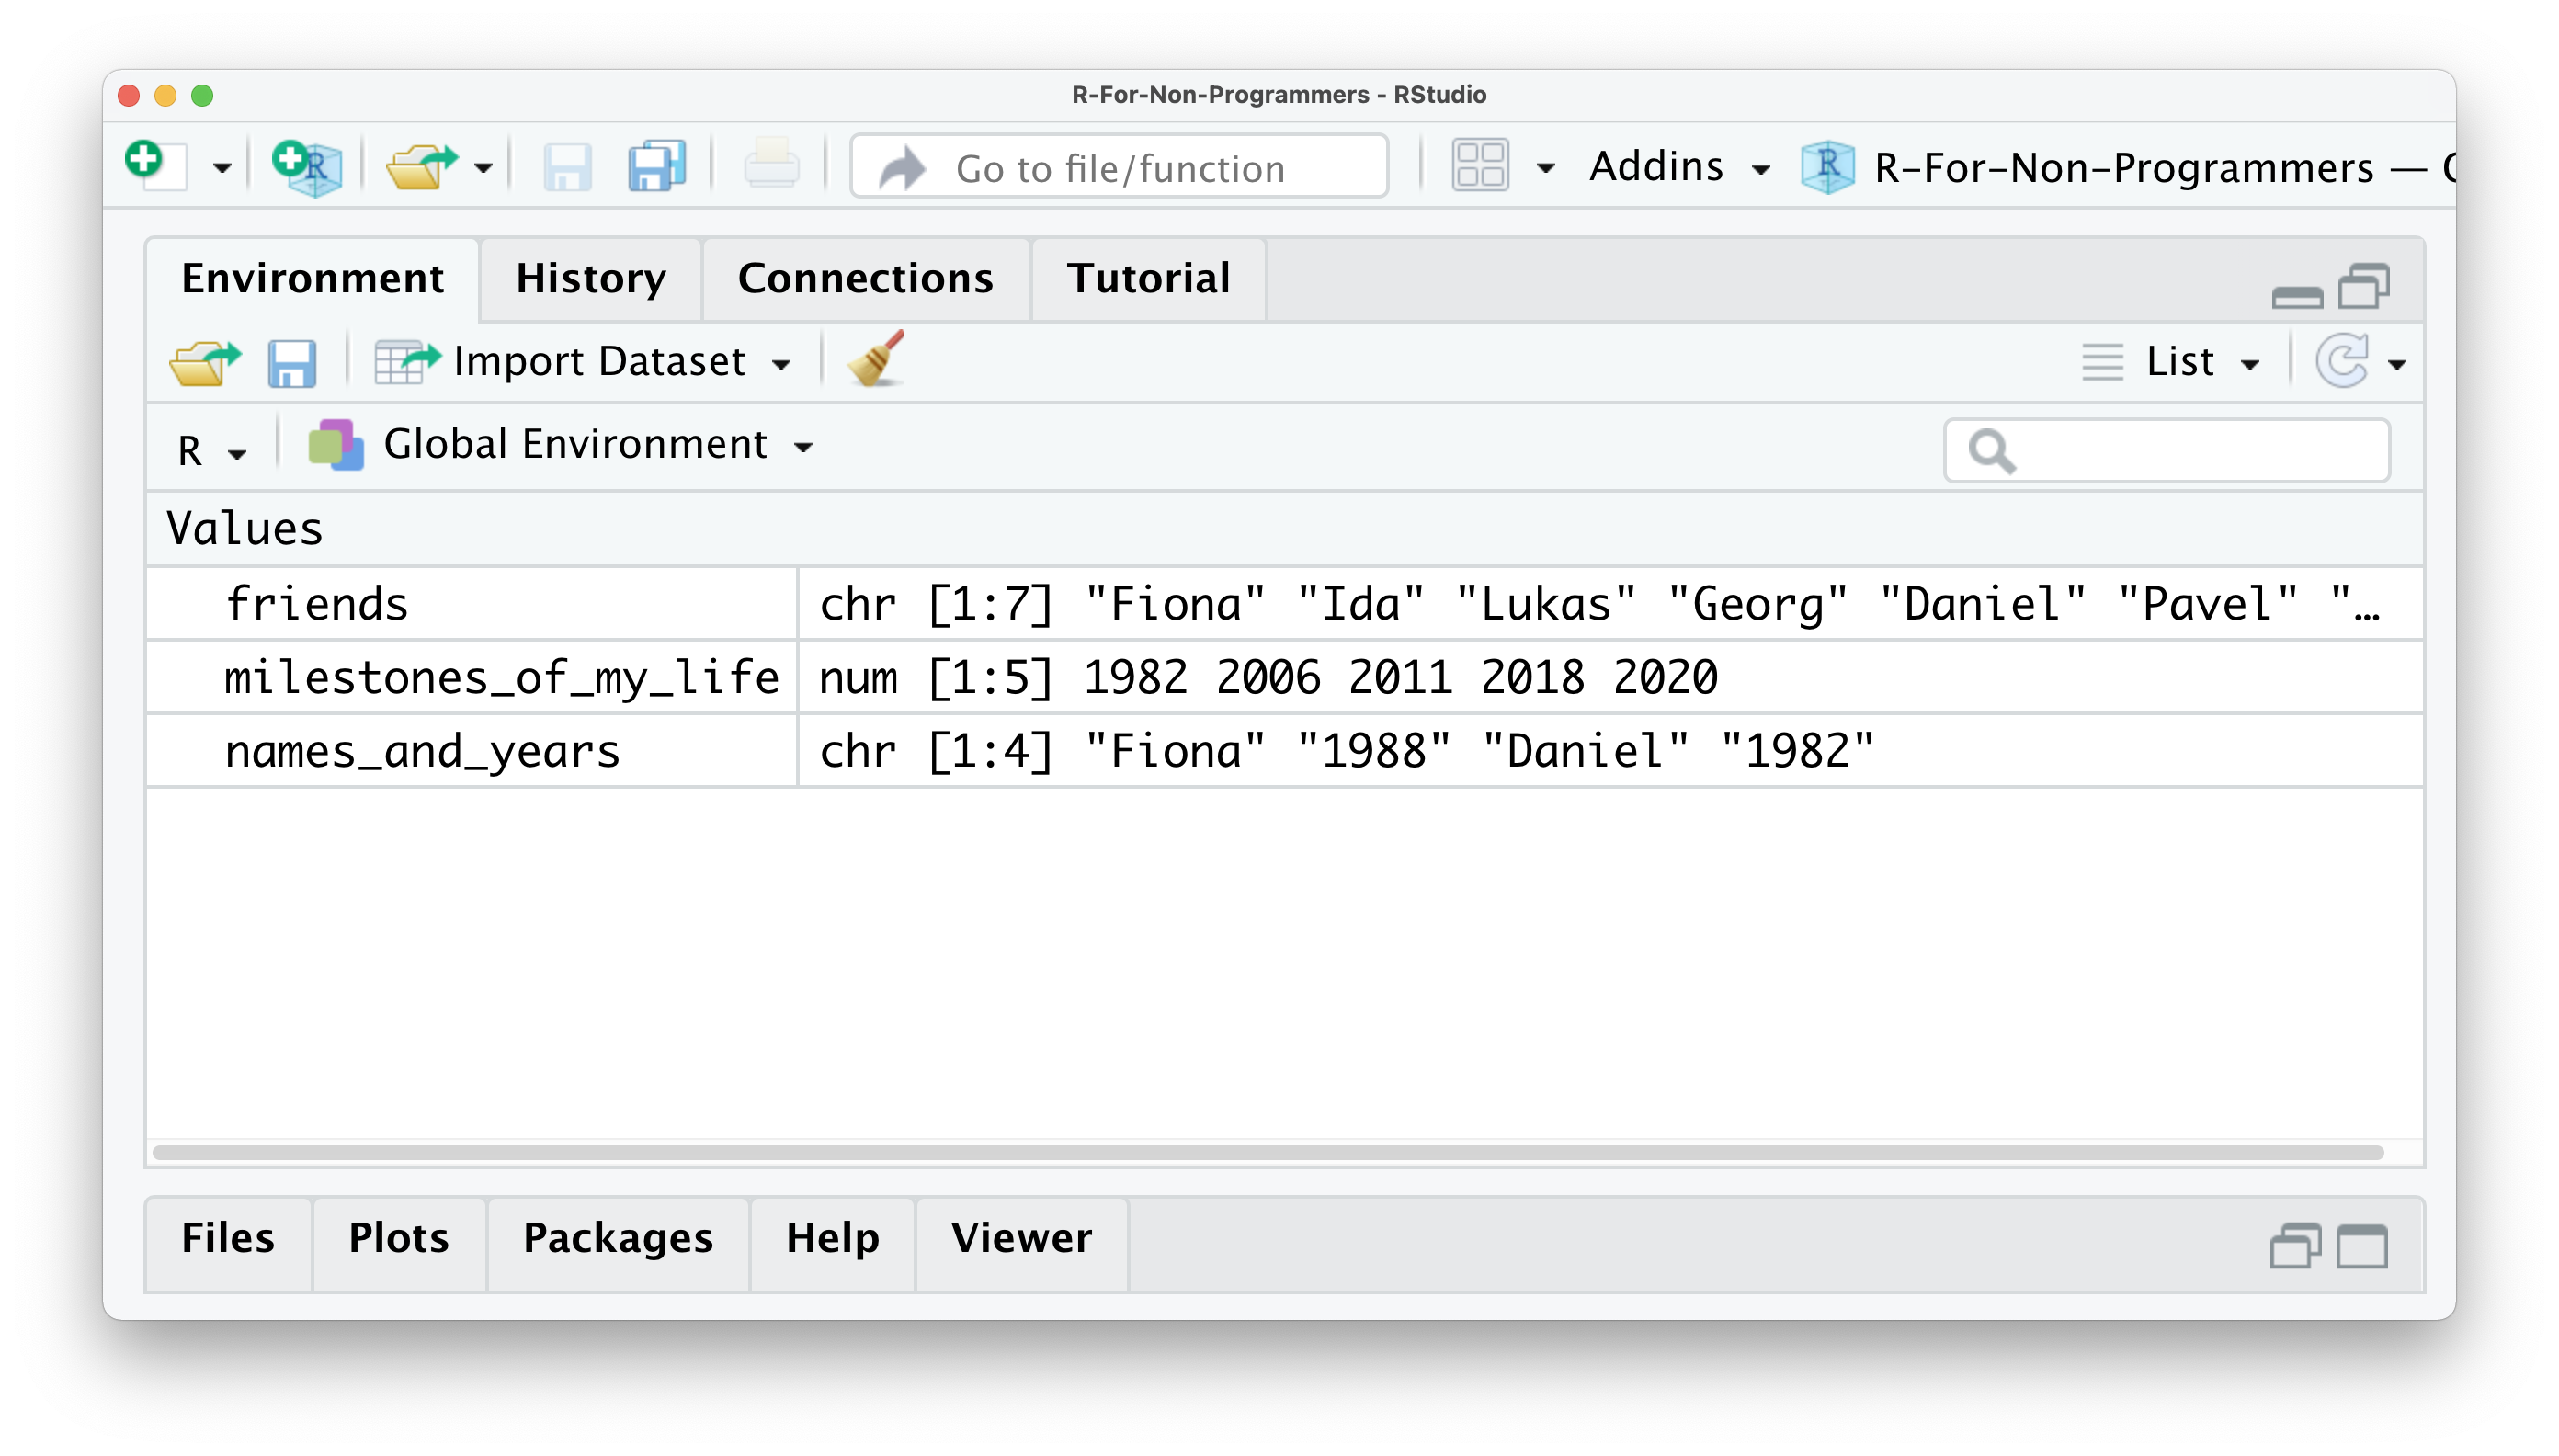 R-For-Non-Programmers - RStudio
Go to file/function Addins R-For-Non-Programmers —
Environment History Connections Tutorial
Import Dataset List
R Global Environment
Values
friends chr [1:7] "Fiona" "Ida" "Lukas" "Georg" "Daniel" "Pavel" "…
milestones_of_my_life num [1:5] 1982 2006 2011 2018 2020
names_and_years chr [1:4] "Fiona" "1988" "Daniel" "1982"
Files Plots Packages Help Viewer